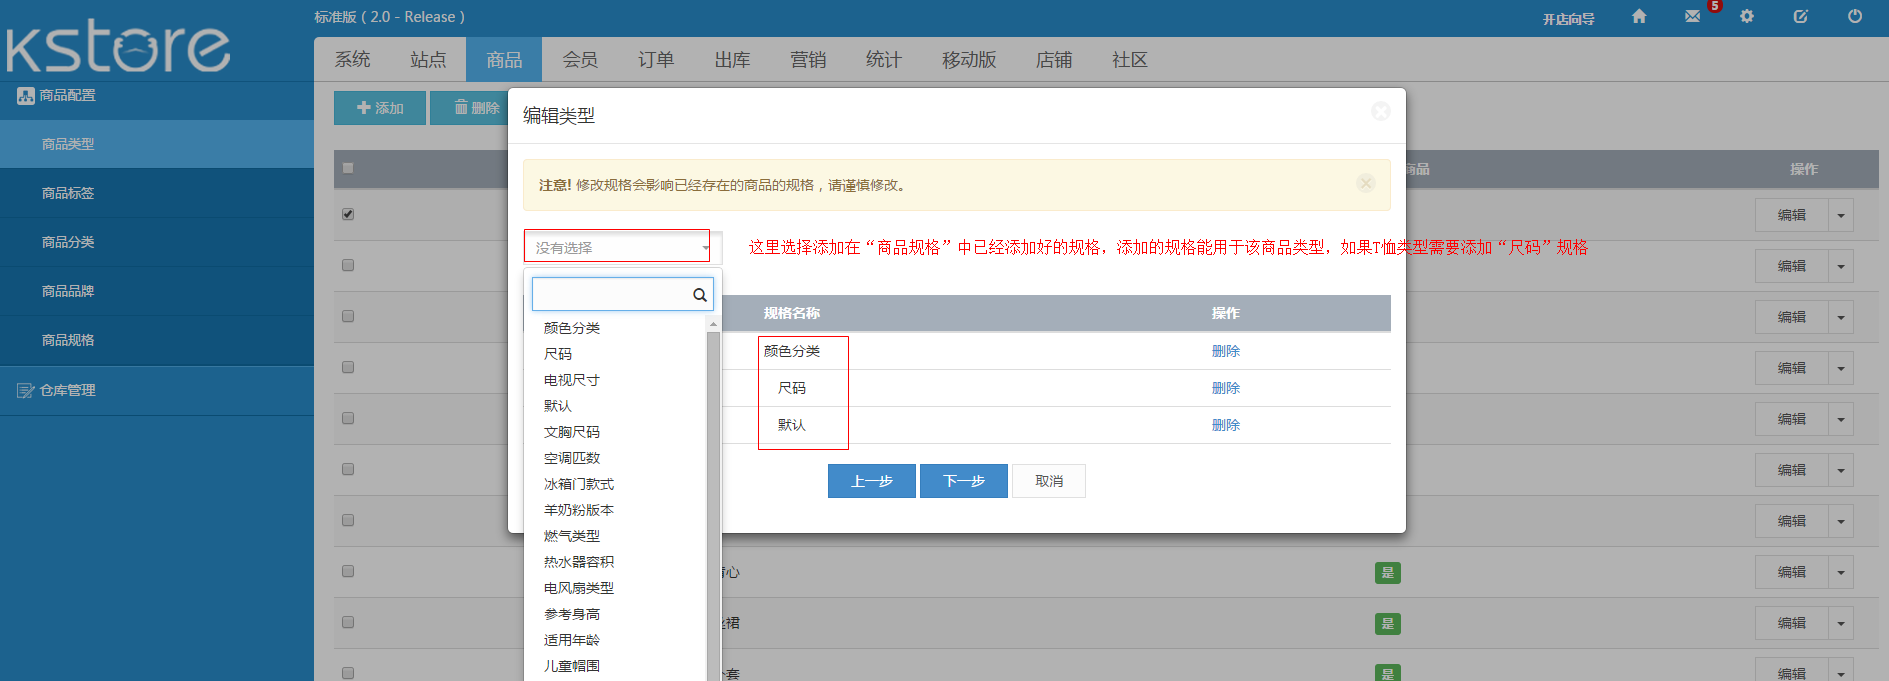 标准版（2.0 - Release）
开店向导
5
kstore
系统 站点 商品 会员 订单 出库 营销 统计 移动版 店铺 社区
商品配置
商品类型
商品标签
商品分类
商品品牌
商品规格
仓库管理
添加 删除
商品 操作
编辑
编辑
编辑
编辑
编辑
编辑
编辑
心 是 编辑
裙 是 编辑
套 是 编辑
编辑类型
注意! 修改规格会影响已经存在的商品的规格，请谨慎修改。
没有选择
这里选择添加在“商品规格”中已经添加好的规格，添加的规格能用于该商品类型，如果T恤类型需要添加“尺码”规格
颜色分类
尺码
电视尺寸
默认
文胸尺码
空调匹数
冰箱门款式
羊奶粉版本
燃气类型
热水器容积
电风扇类型
参考身高
适用年龄
儿童帽围
规格名称 操作
颜色分类 删除
尺码 删除
默认 删除
上一步 下一步 取消